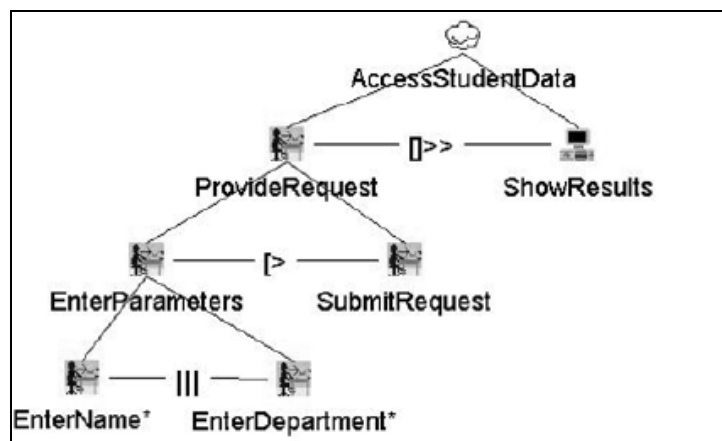 AccessStudentData
[]>>
ProvideRequest ShowResults
[>
EnterParameters SubmitRequest
|||
EnterName* EnterDepartment*